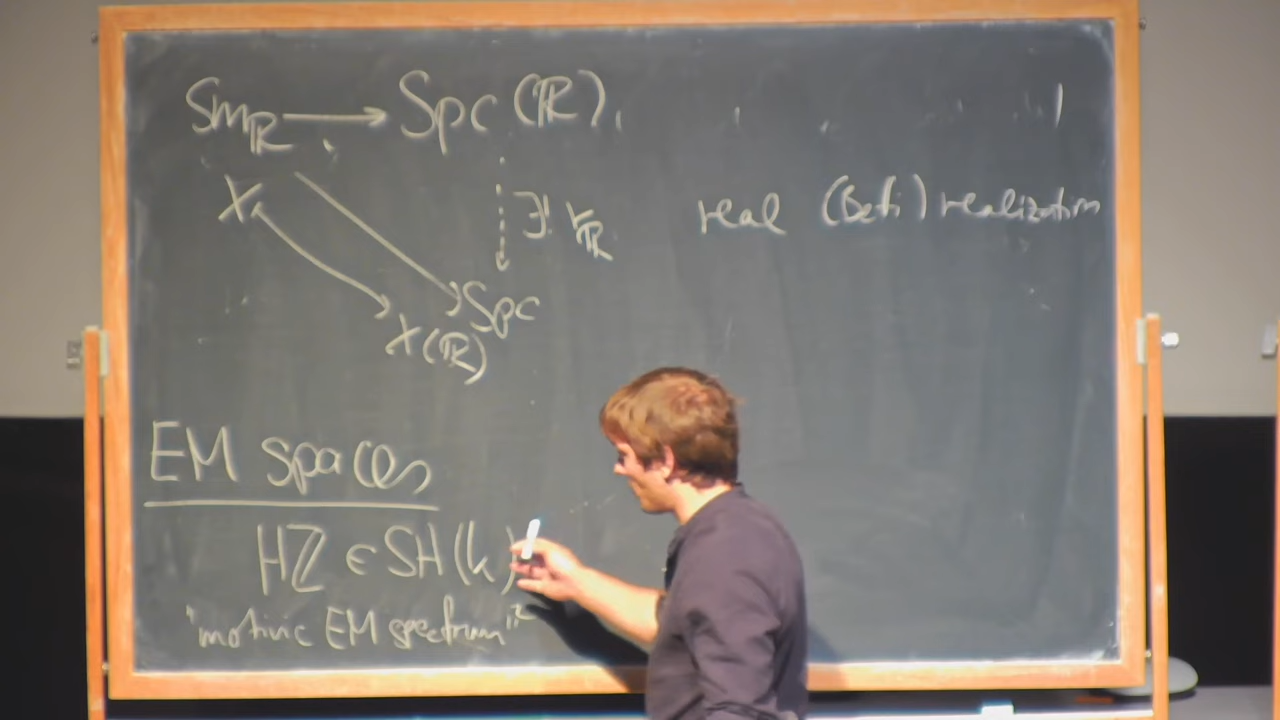 Sm_ℝ → Spc(ℝ)
X ∃! r_ℝ real (Betti) realization
Spc
X(ℝ)
EM spaces
Hℤ ∈ SH(k)
"motivic EM spectrum"